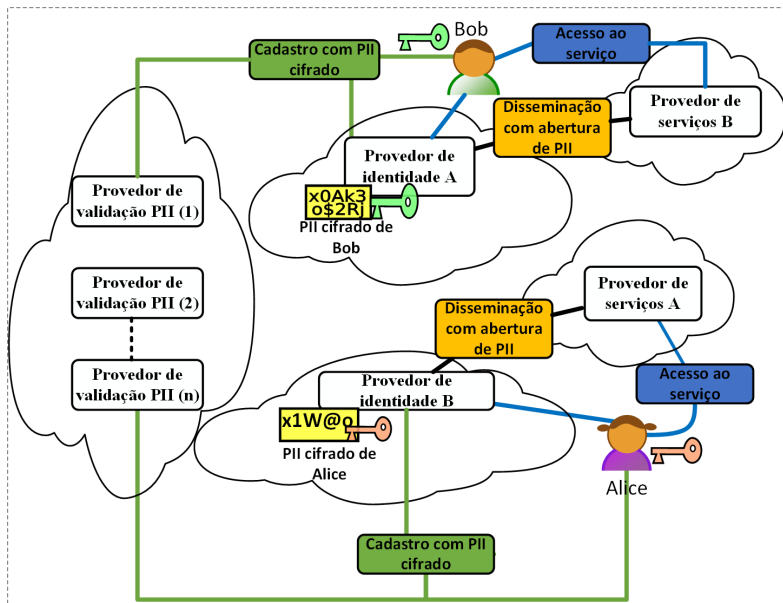 Bob
Cadastro com PII
cifrado
Acesso ao
serviço
Disseminação
com abertura
de PII
Provedor de
serviços B
Provedor de
identidade A
x0Ak3
o$2Rj
PII cifrado de
Bob
Provedor de
validação PII (1)
Provedor de
validação PII (2)
Provedor de
validação PII (n)
Provedor de
serviços A
Disseminação
com abertura
de PII
Acesso ao
serviço
Provedor de
identidade B
x1W@o
PII cifrado de
Alice
Alice
Cadastro com PII
cifrado